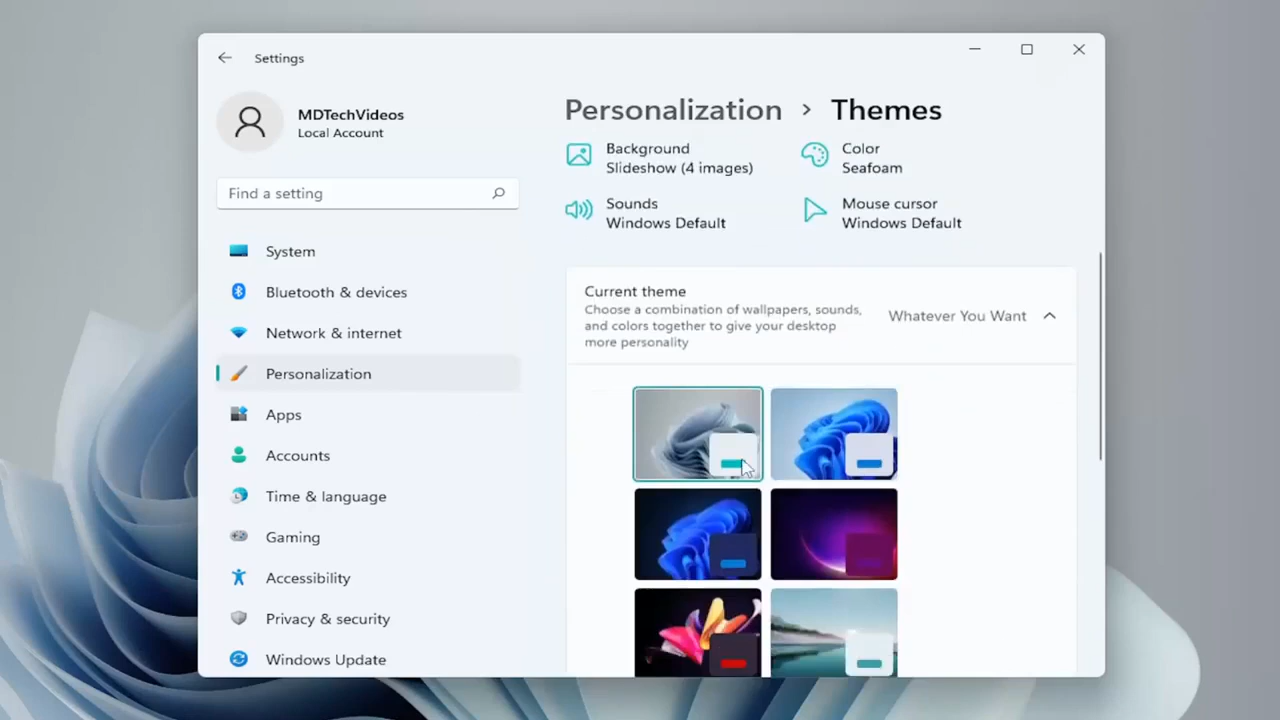 Settings
MDTechVideos
Local Account
Find a setting
System
Bluetooth & devices
Network & internet
Personalization
Apps
Accounts
Time & language
Gaming
Accessibility
Privacy & security
Windows Update
Personalization > Themes
Background
Slideshow (4 images)
Color
Seafoam
Sounds
Windows Default
Mouse cursor
Windows Default
Current theme
Choose a combination of wallpapers, sounds,
and colors together to give your desktop
more personality
Whatever You Want